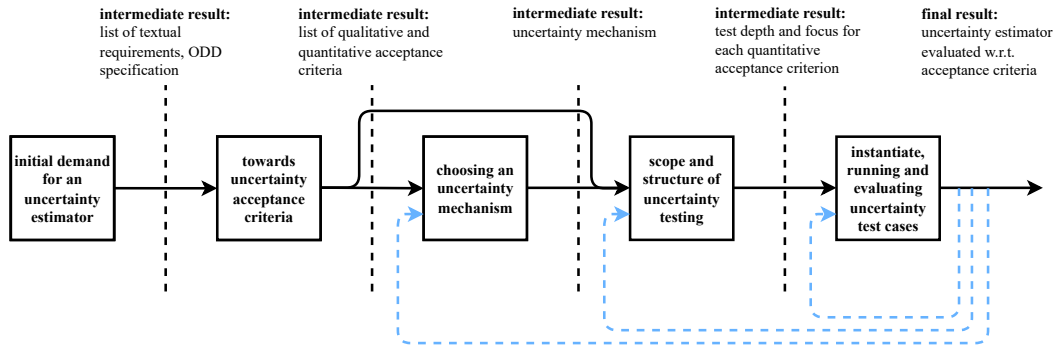 intermediate result:
list of textual
requirements, ODD
specification
intermediate result:
list of qualitative and
quantitative acceptance
criteria
intermediate result:
uncertainty mechanism
intermediate result:
test depth and focus for
each quantitative
acceptance criterion
final result:
uncertainty estimator
evaluated w.r.t.
acceptance criteria
initial demand
for an
uncertainty
estimator
towards
uncertainty
acceptance
criteria
choosing an
uncertainty
mechanism
scope and
structure of
uncertainty
testing
instantiate,
running and
evaluating
uncertainty
test cases